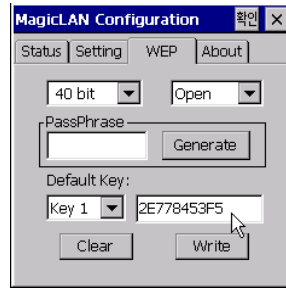 MagicLAN Configuration 확인 ×
Status Setting WEP About
40 bit Open
PassPhrase
Generate
Default Key:
Key 1 2E778453F5
Clear Write